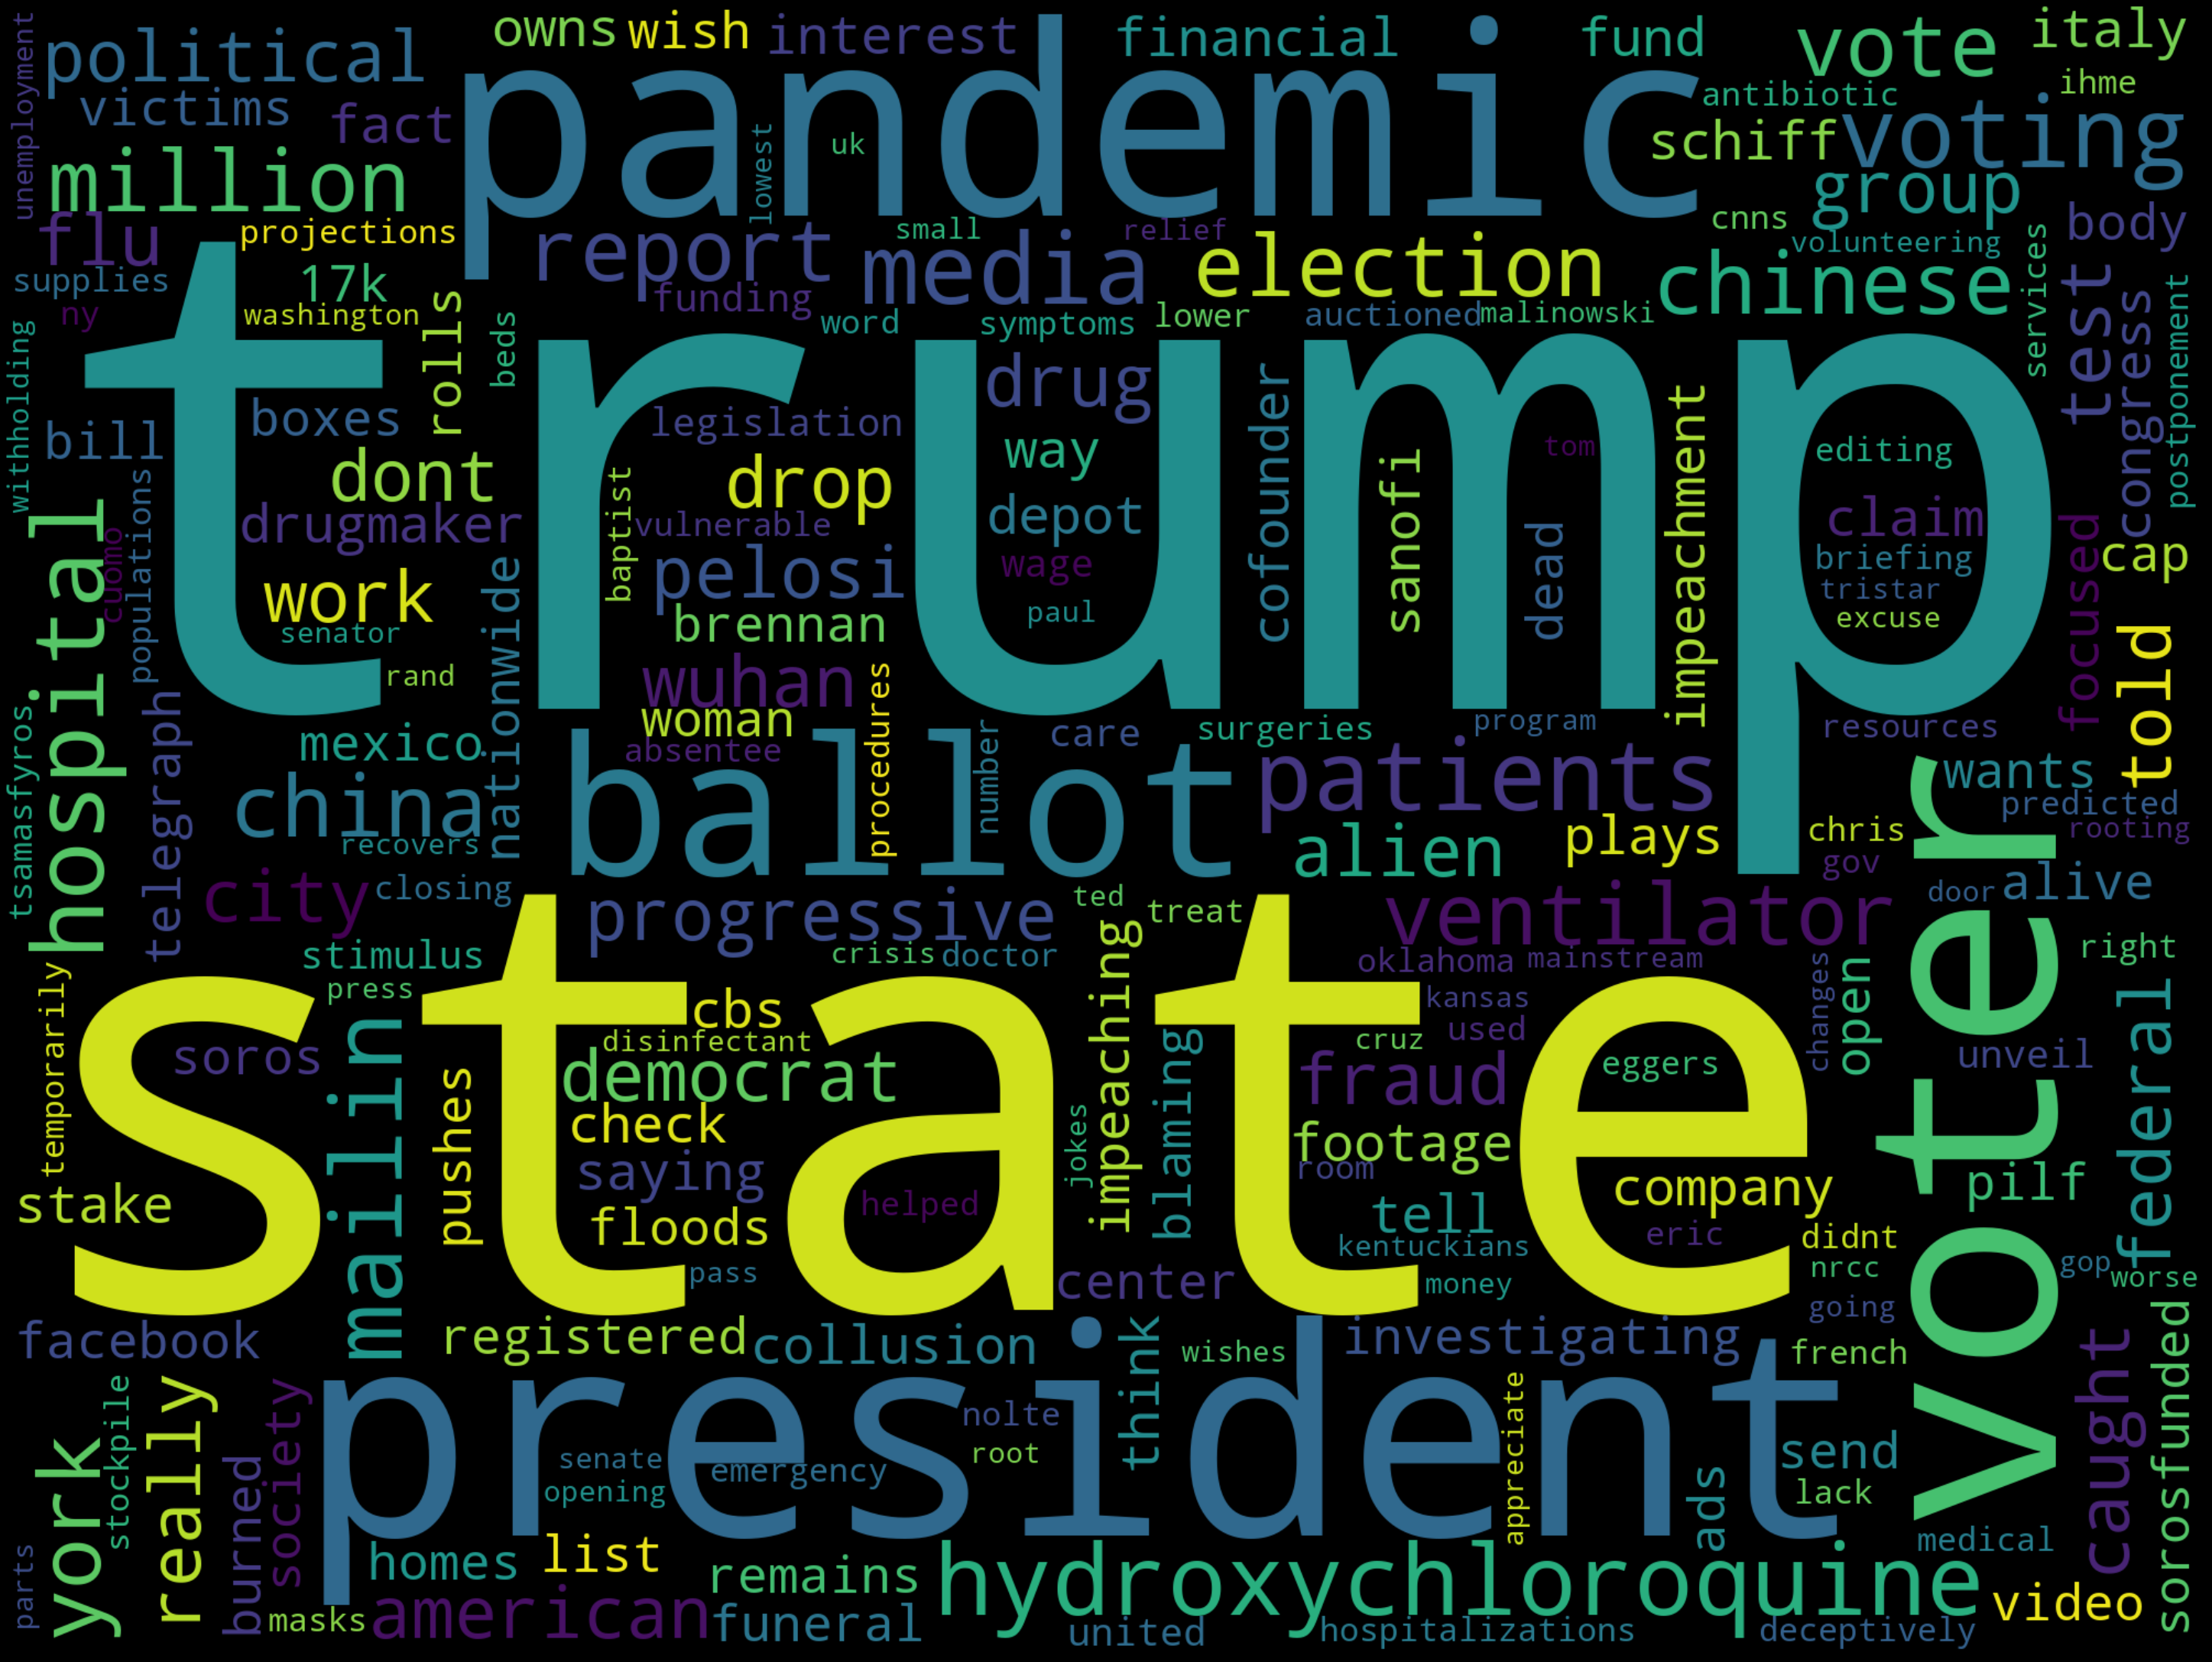 unemployment
political
owns
wish
interest
financial
fund
vote
italy
victims
fact
pandemic
antibiotic
ihme
million
lowest
uk
schiff
voting
group
flu
projections
report
small
relief
cnns
body
supplies
17k
media
election
volunteering
chinese
services
ny
washington
rolls
beds
funding
word
symptoms
lower
auctioned
malinowski
test
congress
postponement
withholding
trump
bill
boxes
legislation
drug
cofounder
tom
impeachment
editing
dont
drop
way
sanofi
claim
hospital
populations
drugmaker
baptist
vulnerable
depot
dead
briefing
cap
cuomo
work
nationwide
pelosi
wage
tristar
focused
senator
brennan
paul
excuse
told
rand
wuhan
procedures
tsamasfyros
telegraph
mexico
woman
absentee
number
care
surgeries
program
resources
china
ballot
patients
wants
predicted
recovers
alien
plays
chris
rooting
city
closing
progressive
ted
treat
ventilator
gov
door
alive
voter
stimulus
crisis
doctor
impeaching
oklahoma
mainstream
right
temporarily
press
state
cbs
kansas
changes
open
federal
soros
mailin
disinfectant
blaming
cruz
used
unveil
pushes
democrat
jokes
fraud
eggers
check
footage
stake
saying
helped
room
company
pilf
floods
tell
eric
didnt
pass
kentuckians
nrcc
gop
worse
center
money
going
facebook
registered
collusion
think
wishes
investigating
french
caught
sorosfunded
york
stockpile
really
society
president
nolte
appreciate
burned
senate
emergency
root
ads
send
opening
lack
parts
homes
list
remains
hydroxychloroquine
medical
masks
american
funeral
united
hospitalizations
deceptively
video